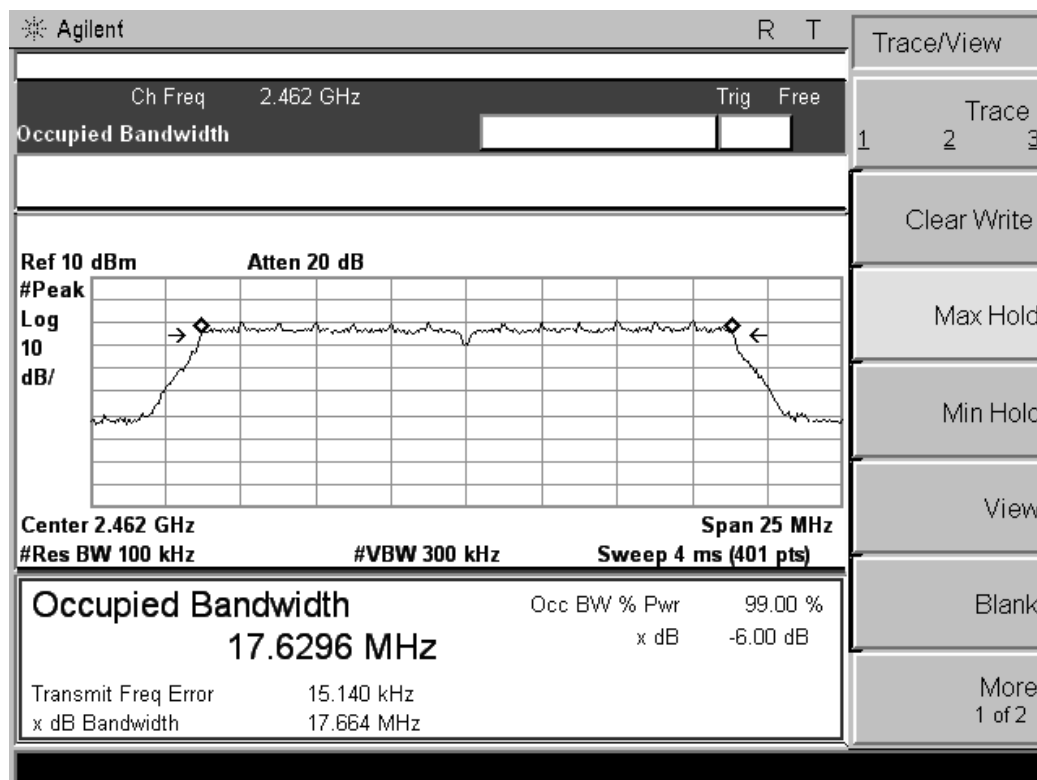 Agilent R T
Trace/View
Ch Freq 2.462 GHz Trig Free
Occupied Bandwidth
Trace
1 2 3
Clear Write
Ref 10 dBm Atten 20 dB
#Peak
Log
10
dB/
Max Hold
Min Hold
View
Center 2.462 GHz Span 25 MHz
#Res BW 100 kHz #VBW 300 kHz Sweep 4 ms (401 pts)
Occupied Bandwidth
17.6296 MHz
Occ BW % Pwr 99.00 %
x dB -6.00 dB
Transmit Freq Error 15.140 kHz
x dB Bandwidth 17.664 MHz
Blank
More
1 of 2